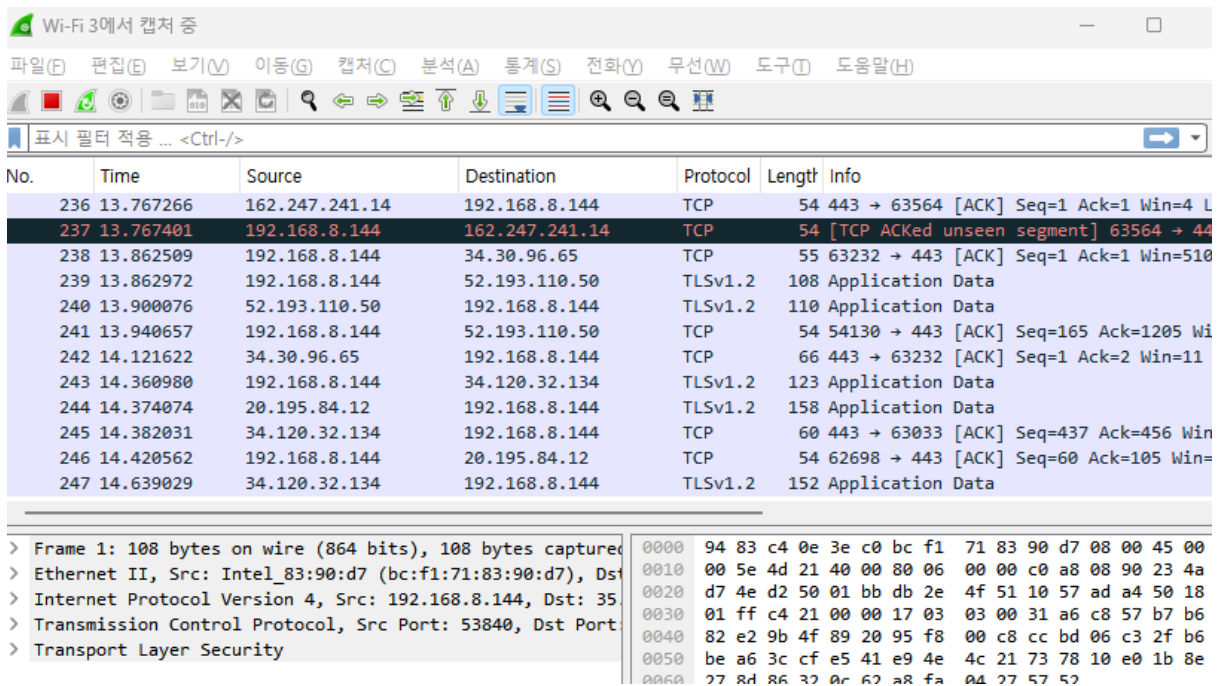 Wi-Fi 3에서 캡처 중
파일(F) 편집(E) 보기(V) 이동(G) 캡처(C) 분석(A) 통계(S) 전화(Y) 무선(W) 도구(T) 도움말(H)
표시 필터 적용 ... <Ctrl-/>
No. Time Source Destination Protocol Length Info
236 13.767266 162.247.241.14 192.168.8.144 TCP 54 443 → 63564 [ACK] Seq=1 Ack=1 Win=4 L
237 13.767401 192.168.8.144 162.247.241.14 TCP 54 [TCP ACKed unseen segment] 63564 → 44
238 13.862509 192.168.8.144 34.30.96.65 TCP 55 63232 → 443 [ACK] Seq=1 Ack=1 Win=510
239 13.862972 192.168.8.144 52.193.110.50 TLSv1.2 108 Application Data
240 13.900076 52.193.110.50 192.168.8.144 TLSv1.2 110 Application Data
241 13.940657 192.168.8.144 52.193.110.50 TCP 54 54130 → 443 [ACK] Seq=165 Ack=1205 Wi
242 14.121622 34.30.96.65 192.168.8.144 TCP 66 443 → 63232 [ACK] Seq=1 Ack=2 Win=11
243 14.360980 192.168.8.144 34.120.32.134 TLSv1.2 123 Application Data
244 14.374074 20.195.84.12 192.168.8.144 TLSv1.2 158 Application Data
245 14.382031 34.120.32.134 192.168.8.144 TCP 60 443 → 63033 [ACK] Seq=437 Ack=456 Win
246 14.420562 192.168.8.144 20.195.84.12 TCP 54 62698 → 443 [ACK] Seq=60 Ack=105 Win=
247 14.639029 34.120.32.134 192.168.8.144 TLSv1.2 152 Application Data
Frame 1: 108 bytes on wire (864 bits), 108 bytes captured
Ethernet II, Src: Intel_83:90:d7 (bc:f1:71:83:90:d7), Dst
Internet Protocol Version 4, Src: 192.168.8.144, Dst: 35.
Transmission Control Protocol, Src Port: 53840, Dst Port:
Transport Layer Security
0000 94 83 c4 0e 3e c0 bc f1 71 83 90 d7 08 00 45 00
0010 00 5e 4d 21 40 00 80 06 00 00 c0 a8 08 90 23 4a
0020 d7 4e d2 50 01 bb db 2e 4f 51 10 57 ad a4 50 18
0030 01 ff c4 21 00 00 17 03 03 00 31 a6 c8 57 b7 b6
0040 82 e2 9b 4f 89 20 95 f8 00 c8 cc bd 06 c3 2f b6
0050 be a6 3c cf e5 41 e9 4e 4c 21 73 78 10 e0 1b 8e
0060 27 8d 86 32 0c 62 a8 fa 04 27 57 52